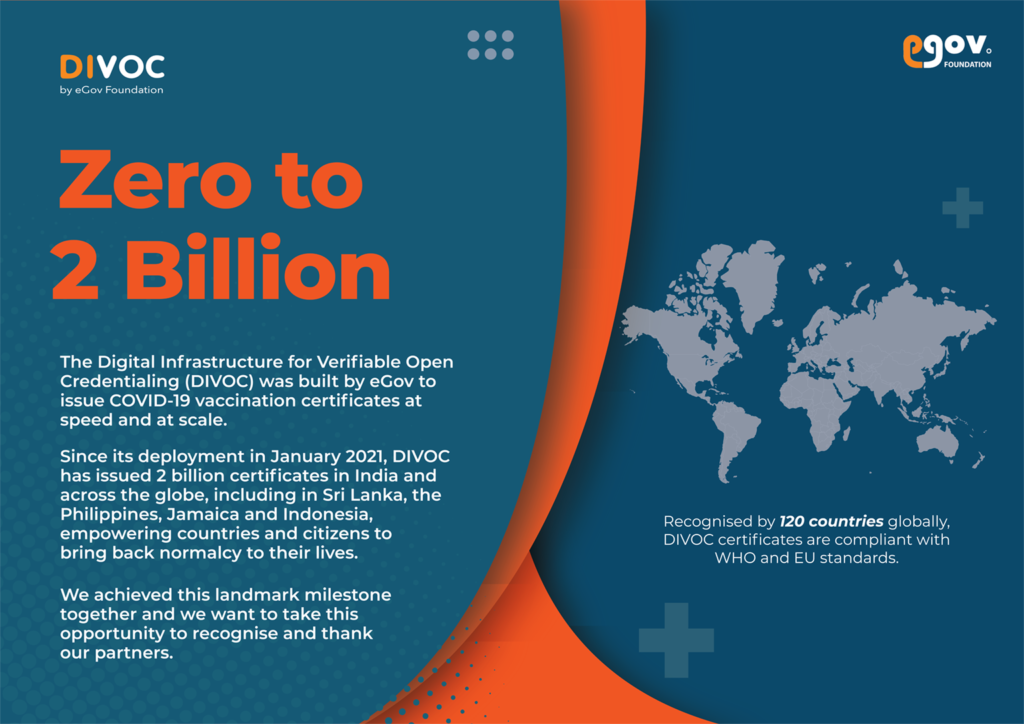 DIVOC
by eGov Foundation
egov.
FOUNDATION
Zero to
2 Billion
The Digital Infrastructure for Verifiable Open
Credentialing (DIVOC) was built by eGov to
issue COVID-19 vaccination certificates at
speed and at scale.
Since its deployment in January 2021, DIVOC
has issued 2 billion certificates in India and
across the globe, including in Sri Lanka, the
Philippines, Jamaica and Indonesia,
empowering countries and citizens to
bring back normalcy to their lives.
We achieved this landmark milestone
together and we want to take this
opportunity to recognise and thank
our partners.
Recognised by 120 countries globally,
DIVOC certificates are compliant with
WHO and EU standards.